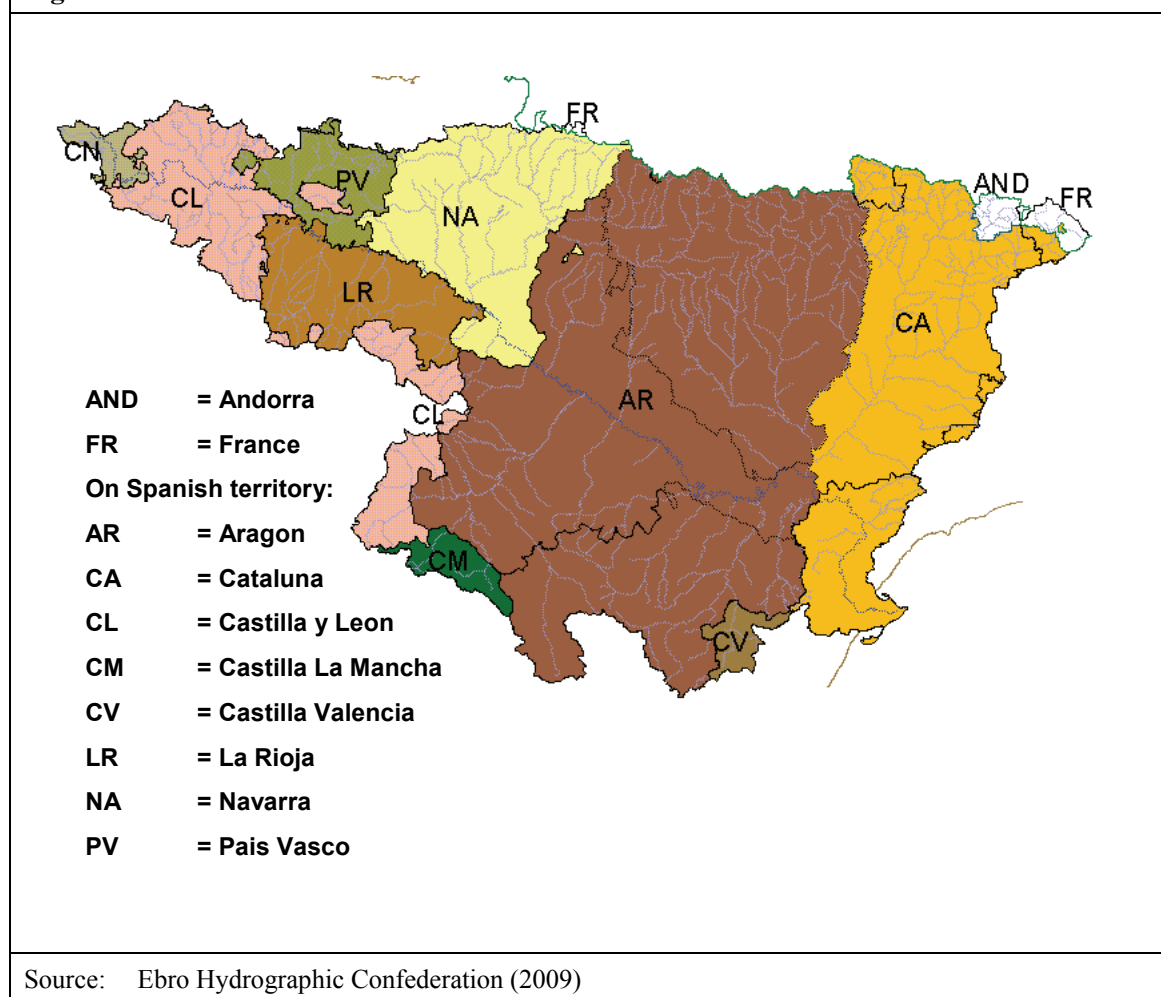 FR
CN
CL
PV
NA
AND
FR
LR
CA
AR
CL
CM
CV
AND = Andorra
FR = France
On Spanish territory:
AR = Aragon
CA = Cataluna
CL = Castilla y Leon
CM = Castilla La Mancha
CV = Castilla Valencia
LR = La Rioja
NA = Navarra
PV = Pais Vasco
Source: Ebro Hydrographic Confederation (2009)